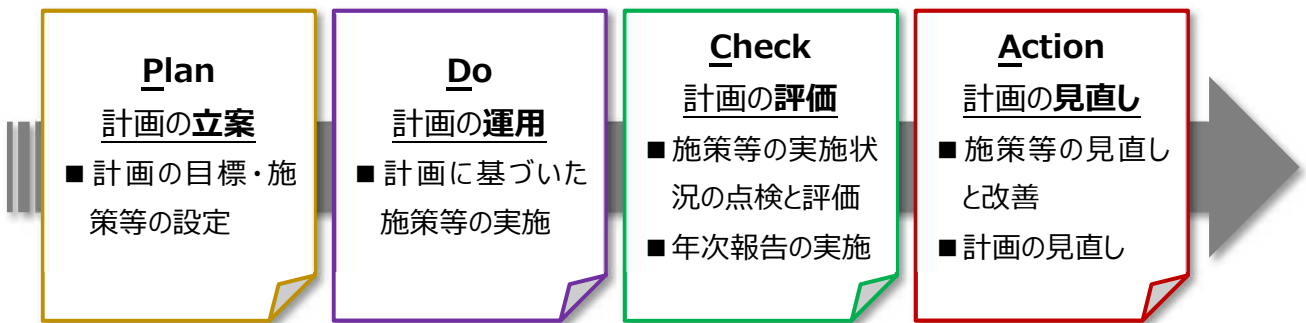 Plan
計画の立案
■計画の目標・施
策等の設定
Do
計画の運用
■計画に基づいた
施策等の実施
Check
計画の評価
■施策等の実施状
況の点検と評価
■年次報告の実施
Action
計画の見直し
■施策等の見直し
と改善
■計画の見直し